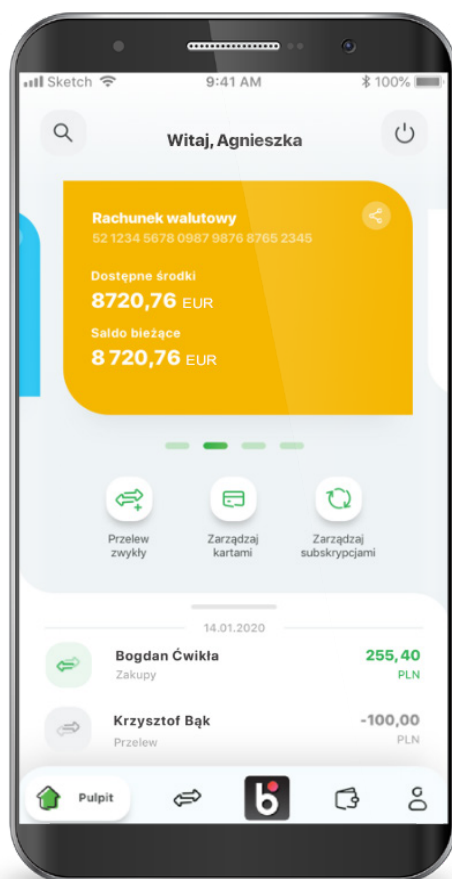 Sketch 9:41 AM 100%
Witaj, Agnieszka
Rachunek walutowy
52 1234 5678 0987 9876 8765 2345
Dostępne środki
8720,76 EUR
Saldo bieżące
8 720,76 EUR
Przelew
zwykły
Zarządzaj
kartami
Zarządzaj
subskrypcjami
14.01.2020
Bogdan Ćwikła 255,40
Zakupy PLN
Krzysztof Bąk -100,00
Przelew PLN
Pulpit
b